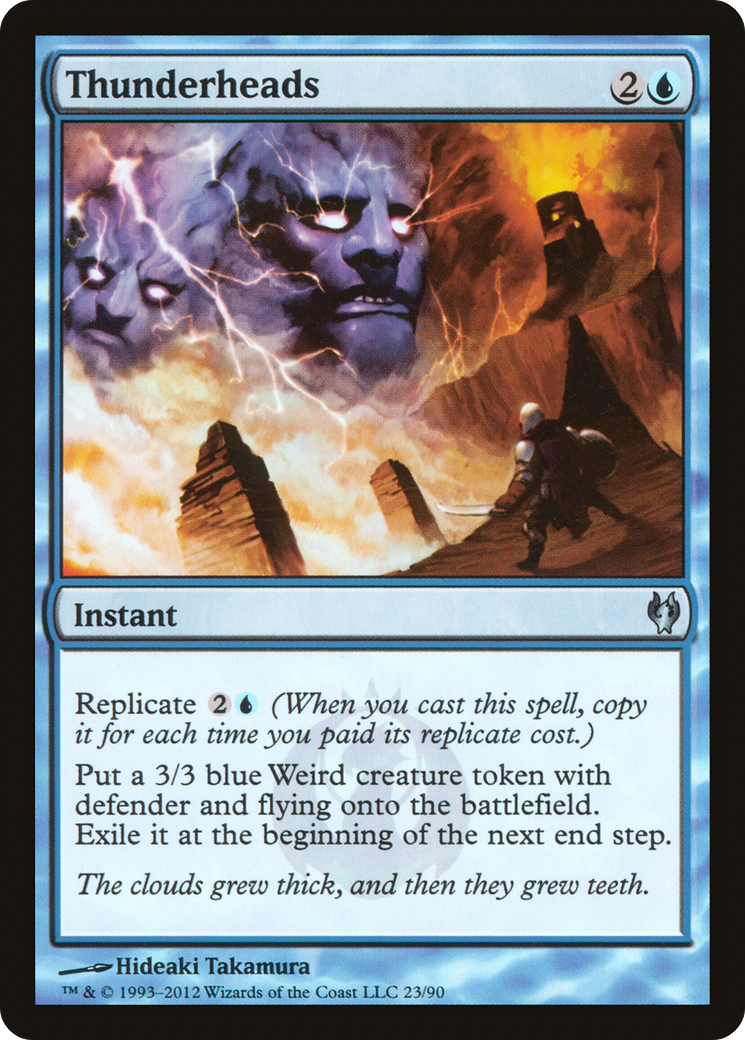 Thunderheads 2
Instant
Replicate 2 (When you cast this spell, copy
it for each time you paid its replicate cost.)
Put a 3/3 blue Weird creature token with
defender and flying onto the battlefield.
Exile it at the beginning of the next end step.
The clouds grew thick, and then they grew teeth.
Hideaki Takamura
™ & © 1993–2012 Wizards of the Coast LLC 23/90